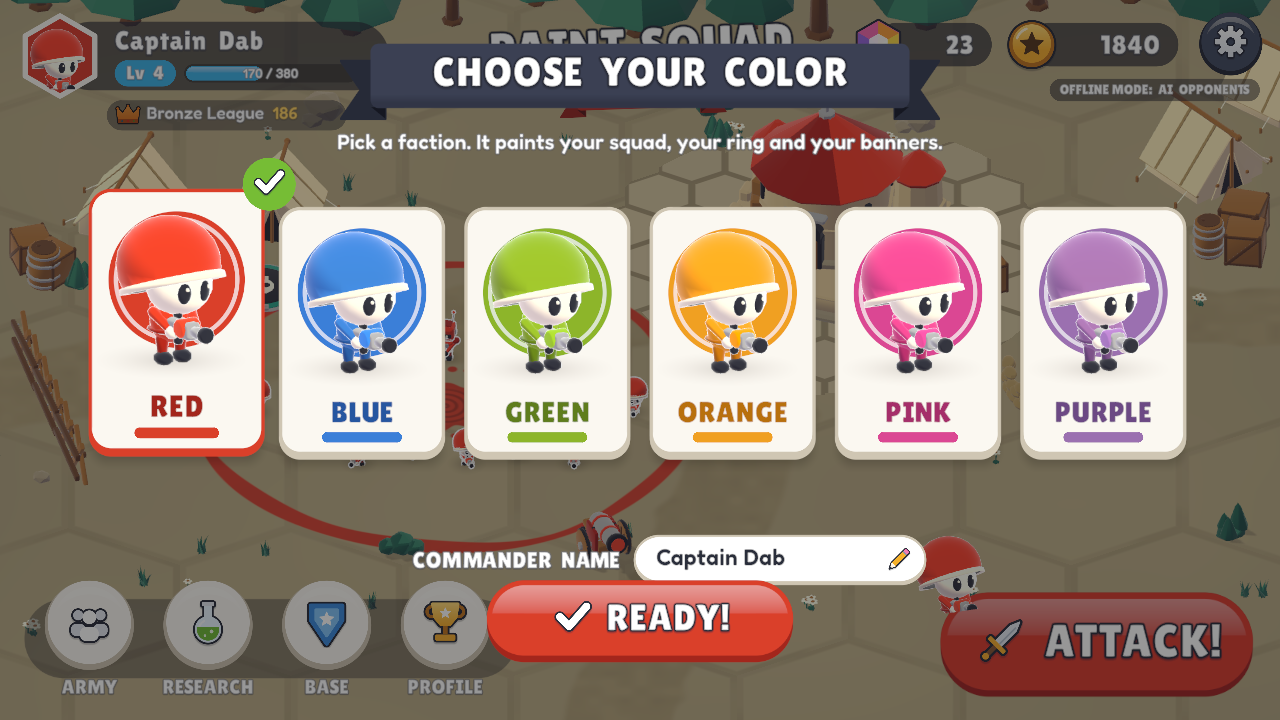 Captain Dab
Lv 4
170 / 380
Bronze League 186
PAINT SQUAD
23
1840
OFFLINE MODE: AI OPPONENTS
CHOOSE YOUR COLOR
Pick a faction. It paints your squad, your ring and your banners.
RED
BLUE
GREEN
ORANGE
PINK
PURPLE
COMMANDER NAME
Captain Dab
READY!
ATTACK!
ARMY
RESEARCH
BASE
PROFILE